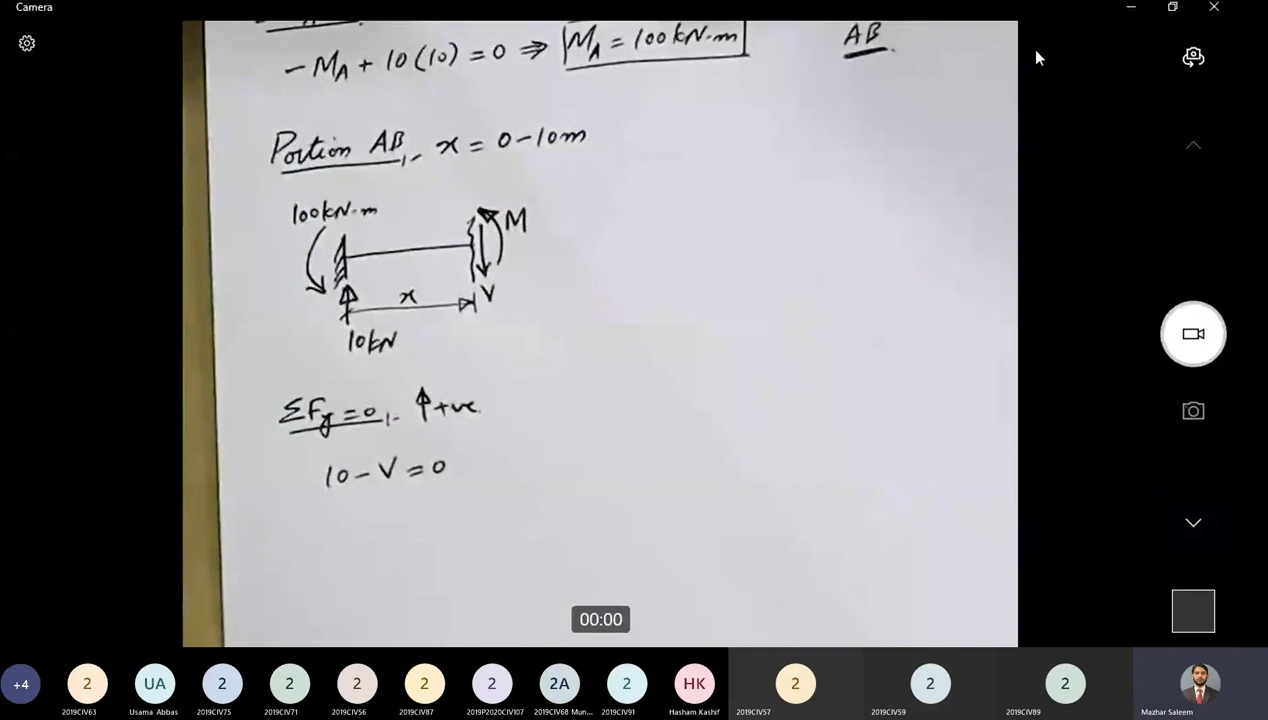 Camera
-MA + 10(10) = 0 ⇒ MA = 100kN·m
AB
Portion AB,- x = 0-10m
100kN·m
M
x
V
10kN
ΣFy=0,- ↑+ve.
10 - V = 0
00:00
+4
2
UA
2
2
2
2
2
2A
2
HK
2
2
2
2019CIV63
Usama Abbas
2019CIV75
2019CIV71
2019CIV56
2019CIV87
2019P2020CIV107
2019CIV68 Mun...
2019CIV91
Hasham Kashif
2019CIV57
2019CIV59
2019CIV89
Mazhar Saleem